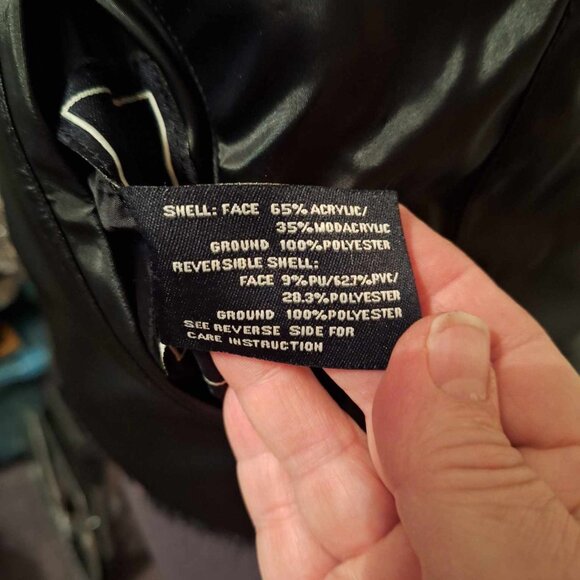 SHELL: FACE 65% ACRYLIC/
35%MODACRYLIC
GROUND 100%POLYESTER
REVERSIBLE SHELL:
FACE 9%PU/62.7%PVC/
28.3%POLYESTER
GROUND 100%POLYESTER
SEE REVERSE SIDE FOR
CARE INSTRUCTION